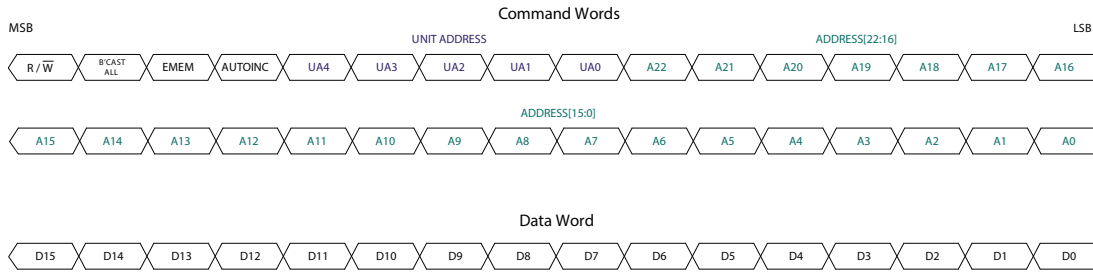 Command Words
MSB LSB
UNIT ADDRESS ADDRESS[22:16]
R / W̅ B'CAST ALL EMEM AUTOINC UA4 UA3 UA2 UA1 UA0 A22 A21 A20 A19 A18 A17 A16
ADDRESS[15:0]
A15 A14 A13 A12 A11 A10 A9 A8 A7 A6 A5 A4 A3 A2 A1 A0
Data Word
D15 D14 D13 D12 D11 D10 D9 D8 D7 D6 D5 D4 D3 D2 D1 D0